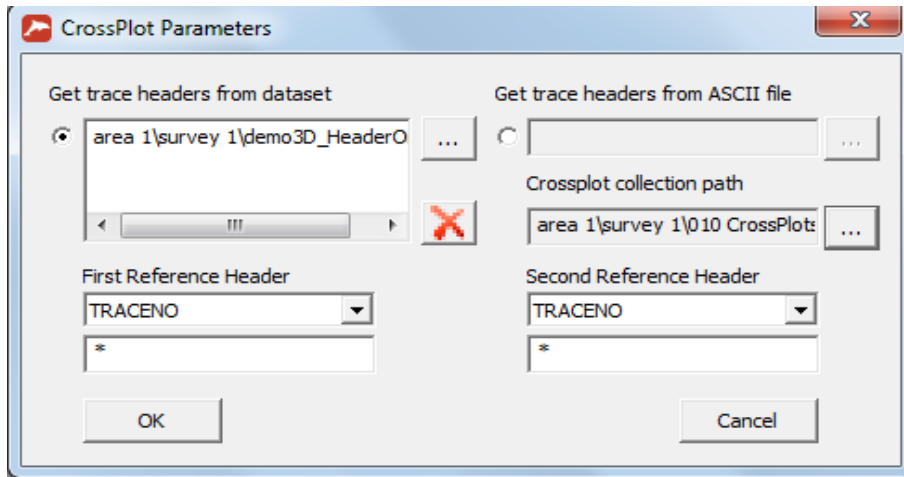 CrossPlot Parameters
Get trace headers from dataset
area 1\survey 1\demo3D_HeaderO
...
Get trace headers from ASCII file
...
Crossplot collection path
area 1\survey 1\010 CrossPlots
...
First Reference Header
TRACENO
*
Second Reference Header
TRACENO
*
OK
Cancel